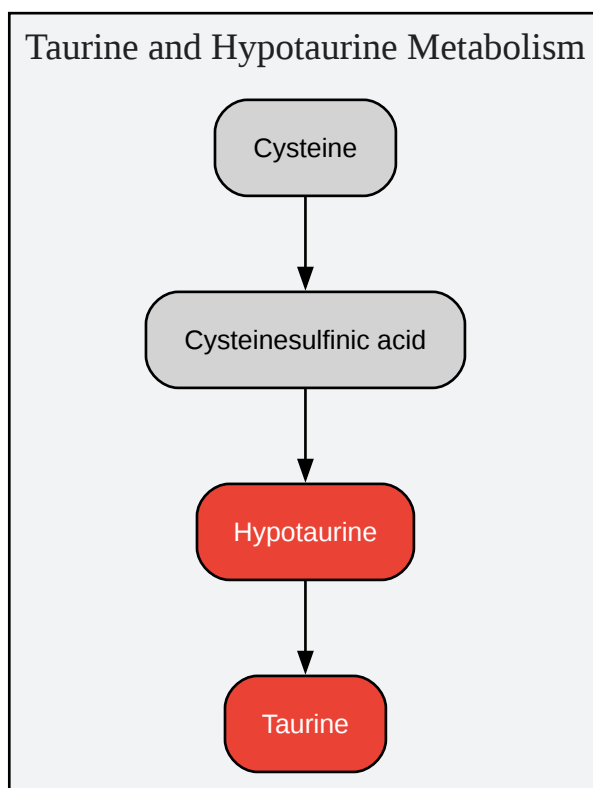 Taurine and Hypotaurine Metabolism
Cysteine
Cysteinesulfinic acid
Hypotaurine
Taurine